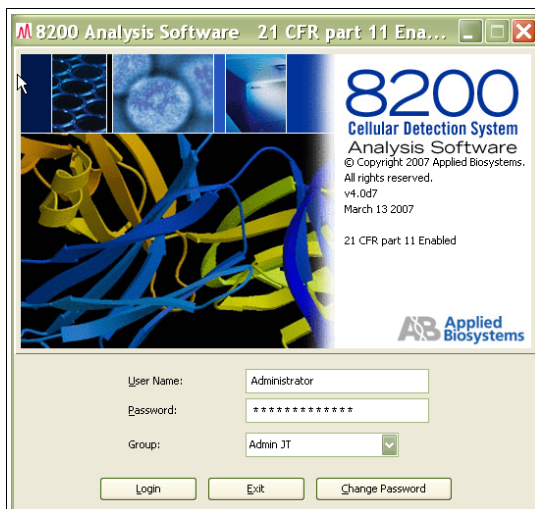 8200 Analysis Software 21 CFR part 11 Ena...
8200
Cellular Detection System
Analysis Software
© Copyright 2007 Applied Biosystems.
All rights reserved.
v4.0d7
March 13 2007
21 CFR part 11 Enabled
AB Applied
Biosystems
User Name: Administrator
Password: *************
Group: Admin JT
Login Exit Change Password